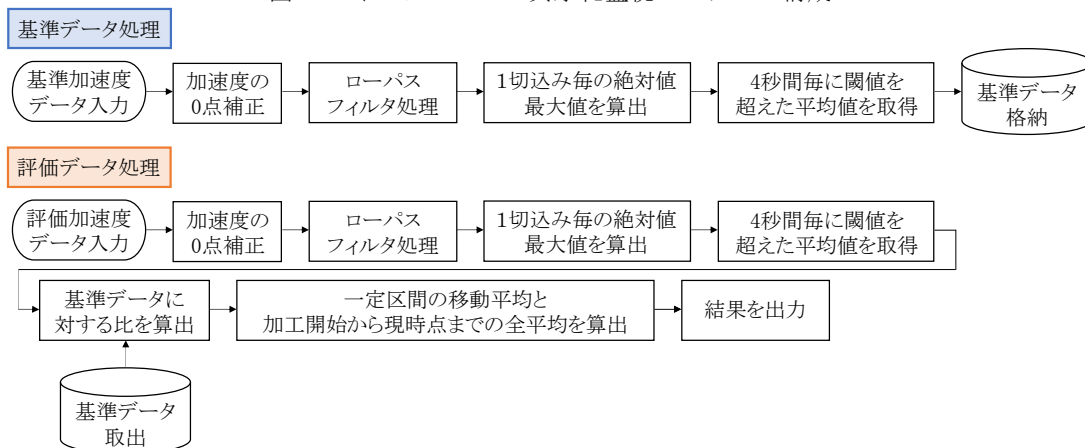 基準データ処理
基準加速度
データ入力
加速度の
0点補正
ローパス
フィルタ処理
1切込み毎の絶対値
最大値を算出
4秒間毎に閾値を
超えた平均値を取得
基準データ
格納
評価データ処理
評価加速度
データ入力
加速度の
0点補正
ローパス
フィルタ処理
1切込み毎の絶対値
最大値を算出
4秒間毎に閾値を
超えた平均値を取得
基準データに
対する比を算出
一定区間の移動平均と
加工開始から現時点までの全平均を算出
結果を出力
基準データ
取出